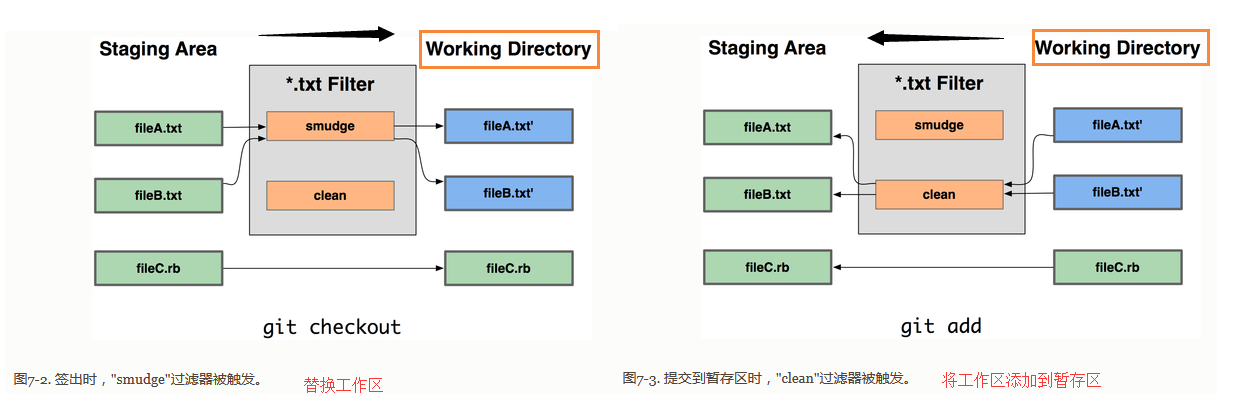 Staging Area
Working Directory
*.txt Filter
fileA.txt
smudge
fileA.txt'
fileB.txt
clean
fileB.txt'
fileC.rb
fileC.rb
git checkout
图7-2. 签出时，"smudge"过滤器被触发。
替换工作区
Staging Area
Working Directory
*.txt Filter
fileA.txt
smudge
fileA.txt'
fileB.txt
clean
fileB.txt'
fileC.rb
fileC.rb
git add
图7-3. 提交到暂存区时，"clean"过滤器被触发。
将工作区添加到暂存区